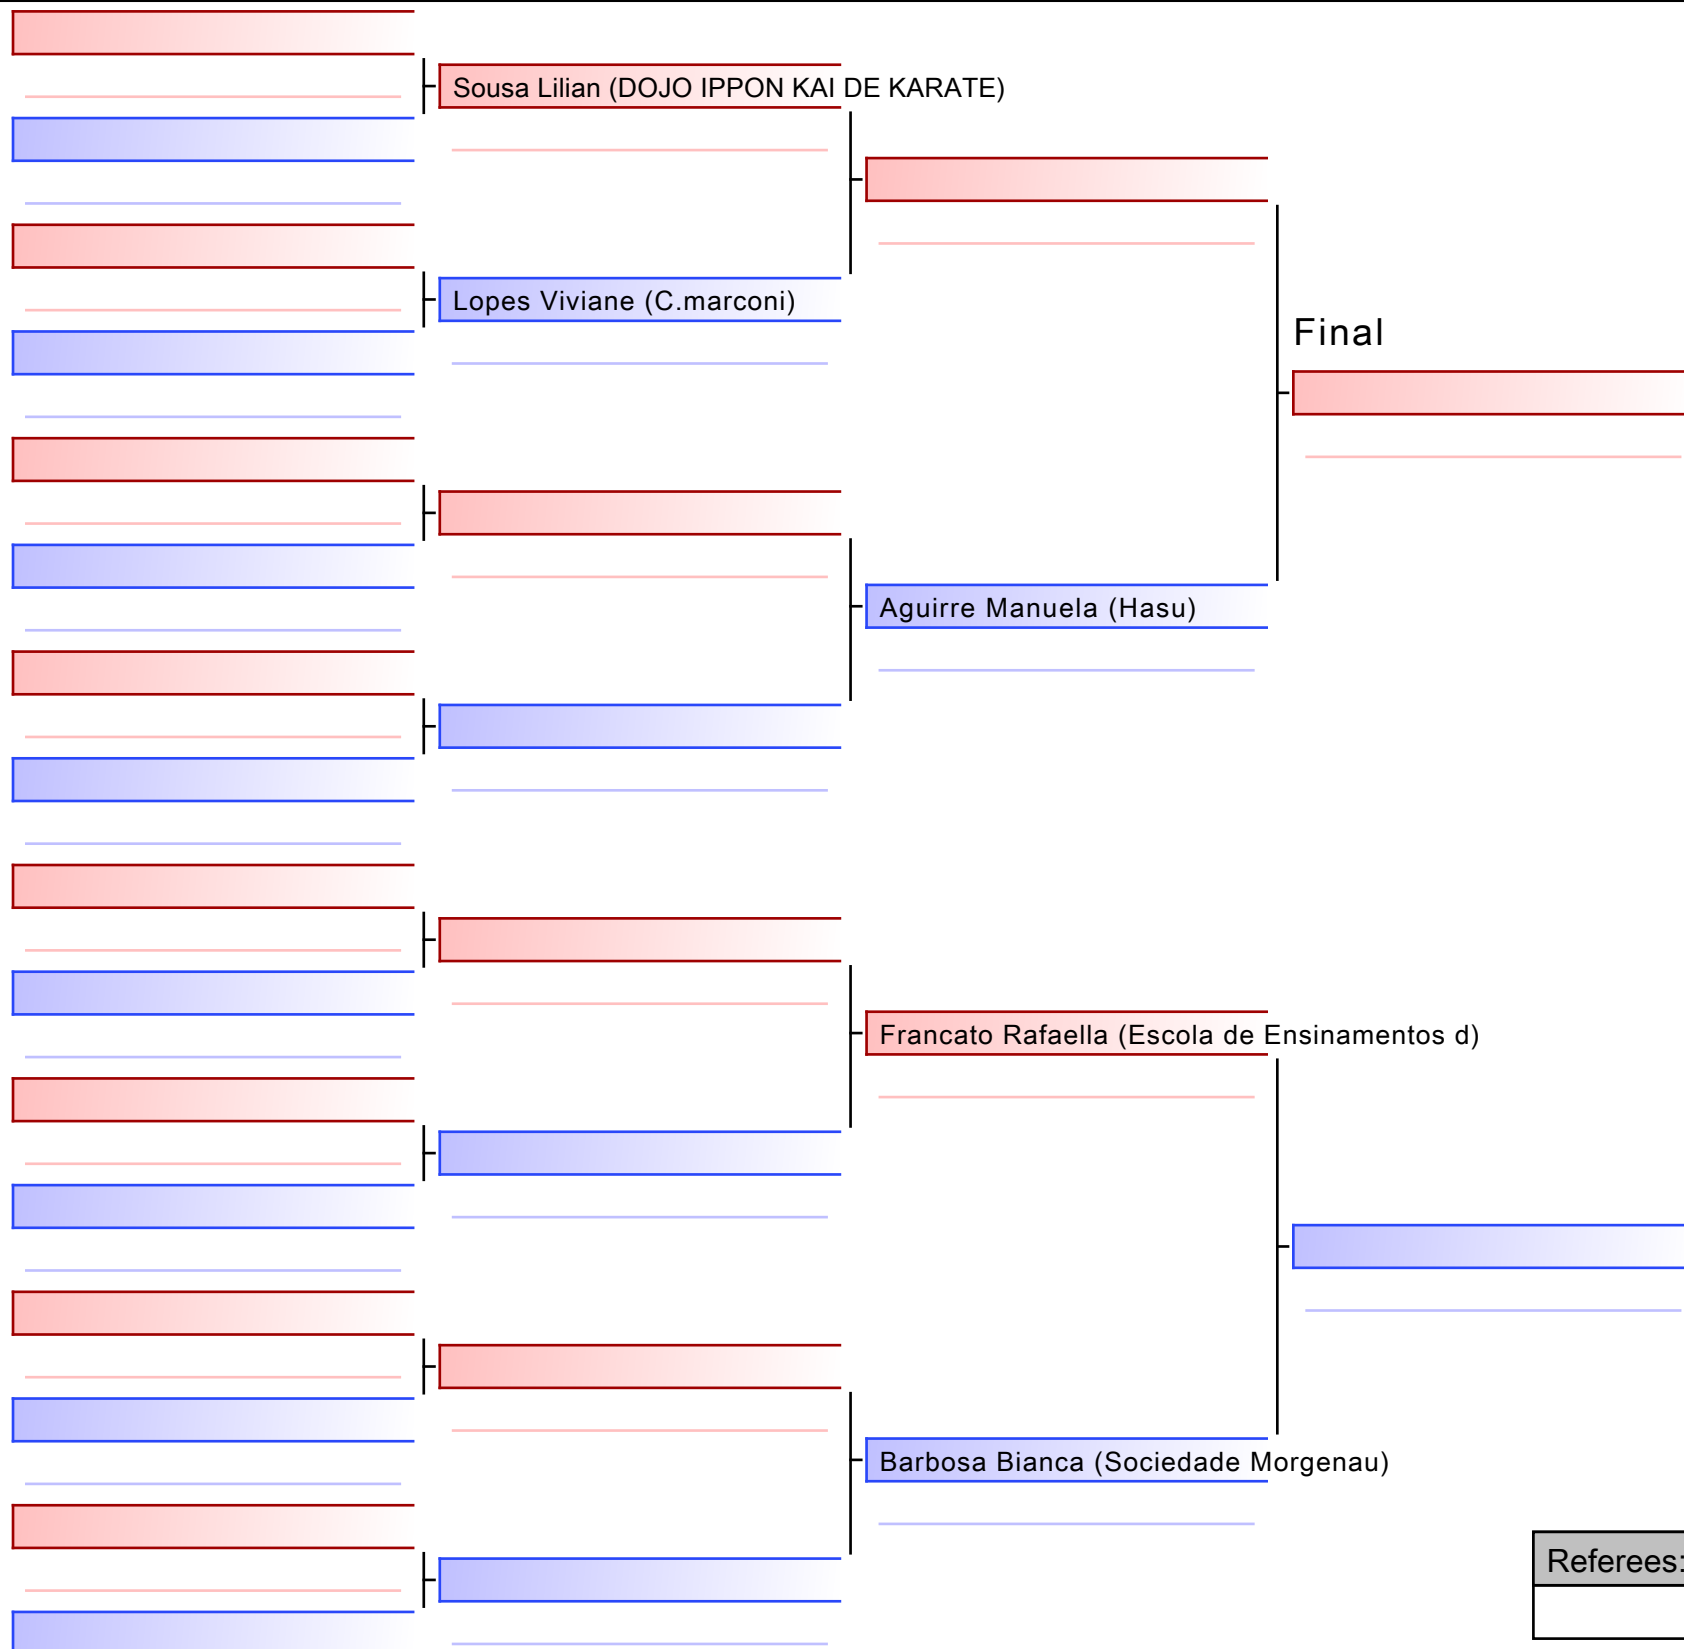 Sousa Lilian (DOJO IPPON KAI DE KARATE)
Lopes Viviane (C.marconi)
Final
Aguirre Manuela (Hasu)
Francato Rafaella (Escola de Ensinamentos d)
Barbosa Bianca (Sociedade Morgenau)
Referees: